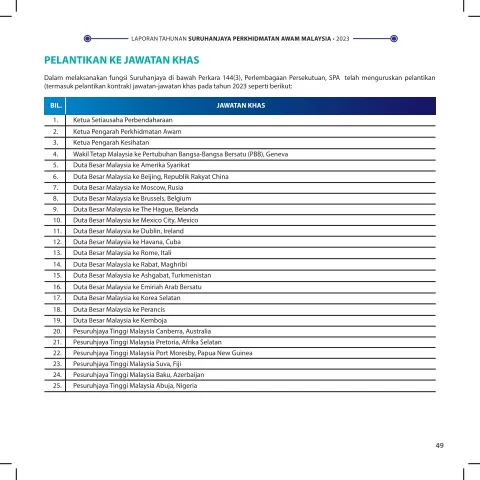 LAPORAN TAHUNAN SURUHANJAYA PERKHIDMATAN AWAM MALAYSIA • 2023
PELANTIKAN KE JAWATAN KHAS
Dalam melaksanakan fungsi Suruhanjaya di bawah Perkara 144(3), Perlembagaan Persekutuan, SPA telah menguruskan pelantikan
(termasuk pelantikan kontrak) jawatan-jawatan khas pada tahun 2023 seperti berikut:
BIL. JAWATAN KHAS
1. Ketua Setiausaha Perbendaharaan
2. Ketua Pengarah Perkhidmatan Awam
3. Ketua Pengarah Kesihatan
4. Wakil Tetap Malaysia ke Pertubuhan Bangsa-Bangsa Bersatu (PBB), Geneva
5. Duta Besar Malaysia ke Amerika Syarikat
6. Duta Besar Malaysia ke Beijing, Republik Rakyat China
7. Duta Besar Malaysia ke Moscow, Rusia
8. Duta Besar Malaysia ke Brussels, Belgium
9. Duta Besar Malaysia ke The Hague, Belanda
10. Duta Besar Malaysia ke Mexico City, Mexico
11. Duta Besar Malaysia ke Dublin, Ireland
12. Duta Besar Malaysia ke Havana, Cuba
13. Duta Besar Malaysia ke Rome, Itali
14. Duta Besar Malaysia ke Rabat, Maghribi
15. Duta Besar Malaysia ke Ashgabat, Turkmenistan
16. Duta Besar Malaysia ke Emiriah Arab Bersatu
17. Duta Besar Malaysia ke Korea Selatan
18. Duta Besar Malaysia ke Perancis
19. Duta Besar Malaysia ke Kemboja
20. Pesuruhjaya Tinggi Malaysia Canberra, Australia
21. Pesuruhjaya Tinggi Malaysia Pretoria, Afrika Selatan
22. Pesuruhjaya Tinggi Malaysia Port Moresby, Papua New Guinea
23. Pesuruhjaya Tinggi Malaysia Suva, Fiji
24. Pesuruhjaya Tinggi Malaysia Baku, Azerbaijan
25. Pesuruhjaya Tinggi Malaysia Abuja, Nigeria
49